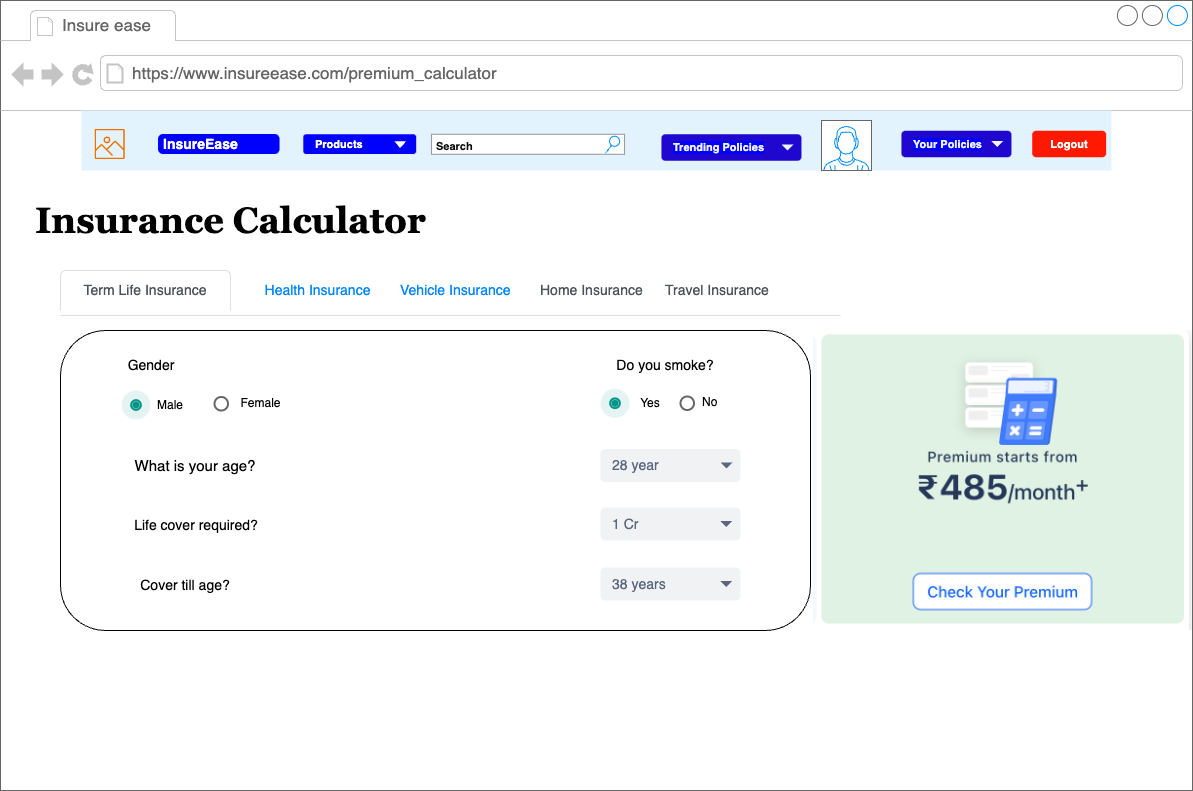 Insure ease
https://www.insureease.com/premium_calculator
InsureEase
Products
Search
Trending Policies
Your Policies
Logout
Insurance Calculator
Term Life Insurance
Health Insurance
Vehicle Insurance
Home Insurance
Travel Insurance
Gender
Do you smoke?
Male
Female
Yes
No
What is your age?
28 year
Life cover required?
1 Cr
Cover till age?
38 years
Premium starts from
₹485/month+
Check Your Premium